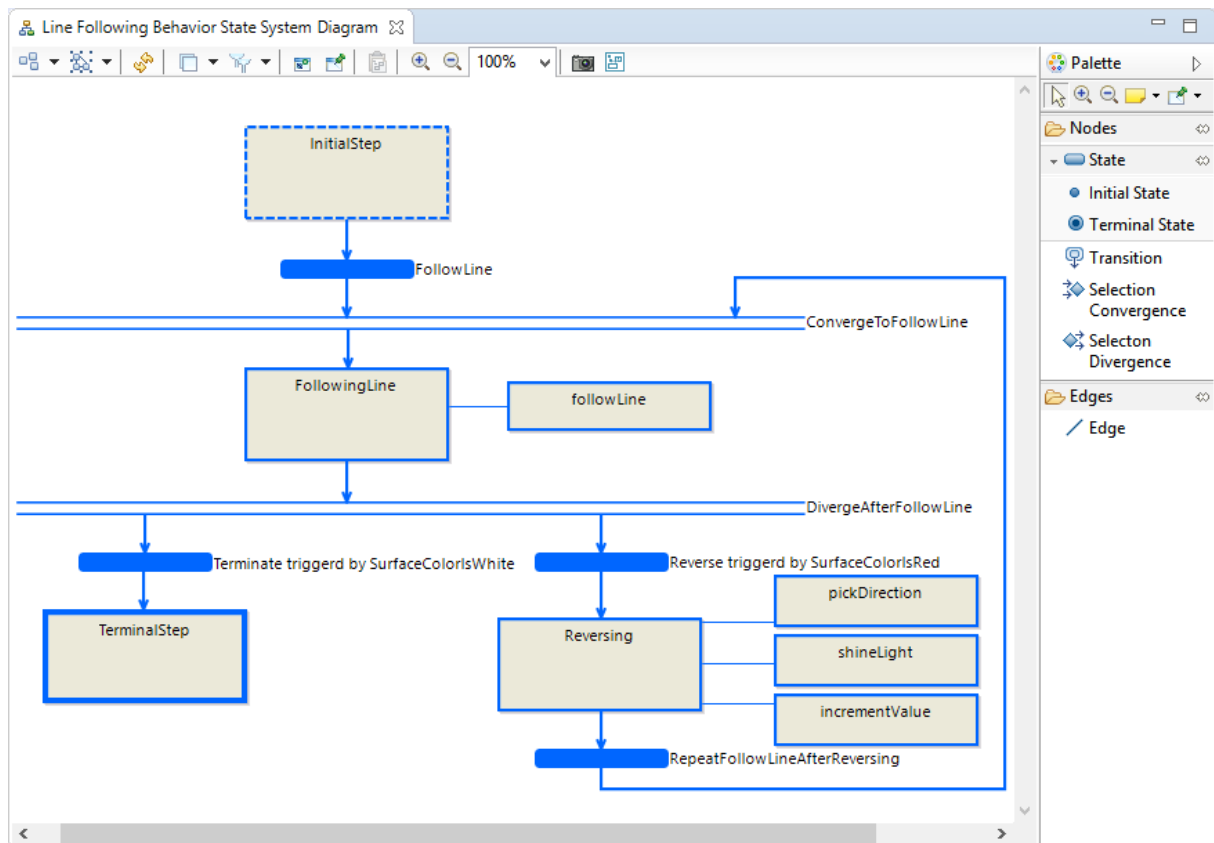 Line Following Behavior State System Diagram
100%
InitialStep
FollowLine
ConvergeToFollowLine
FollowingLine
followLine
DivergeAfterFollowLine
Terminate triggerd by SurfaceColorIsWhite
Reverse triggerd by SurfaceColorIsRed
pickDirection
TerminalStep
Reversing
shineLight
incrementValue
RepeatFollowLineAfterReversing
Palette
Nodes
State
Initial State
Terminal State
Transition
Selection
Convergence
Selecton
Divergence
Edges
Edge